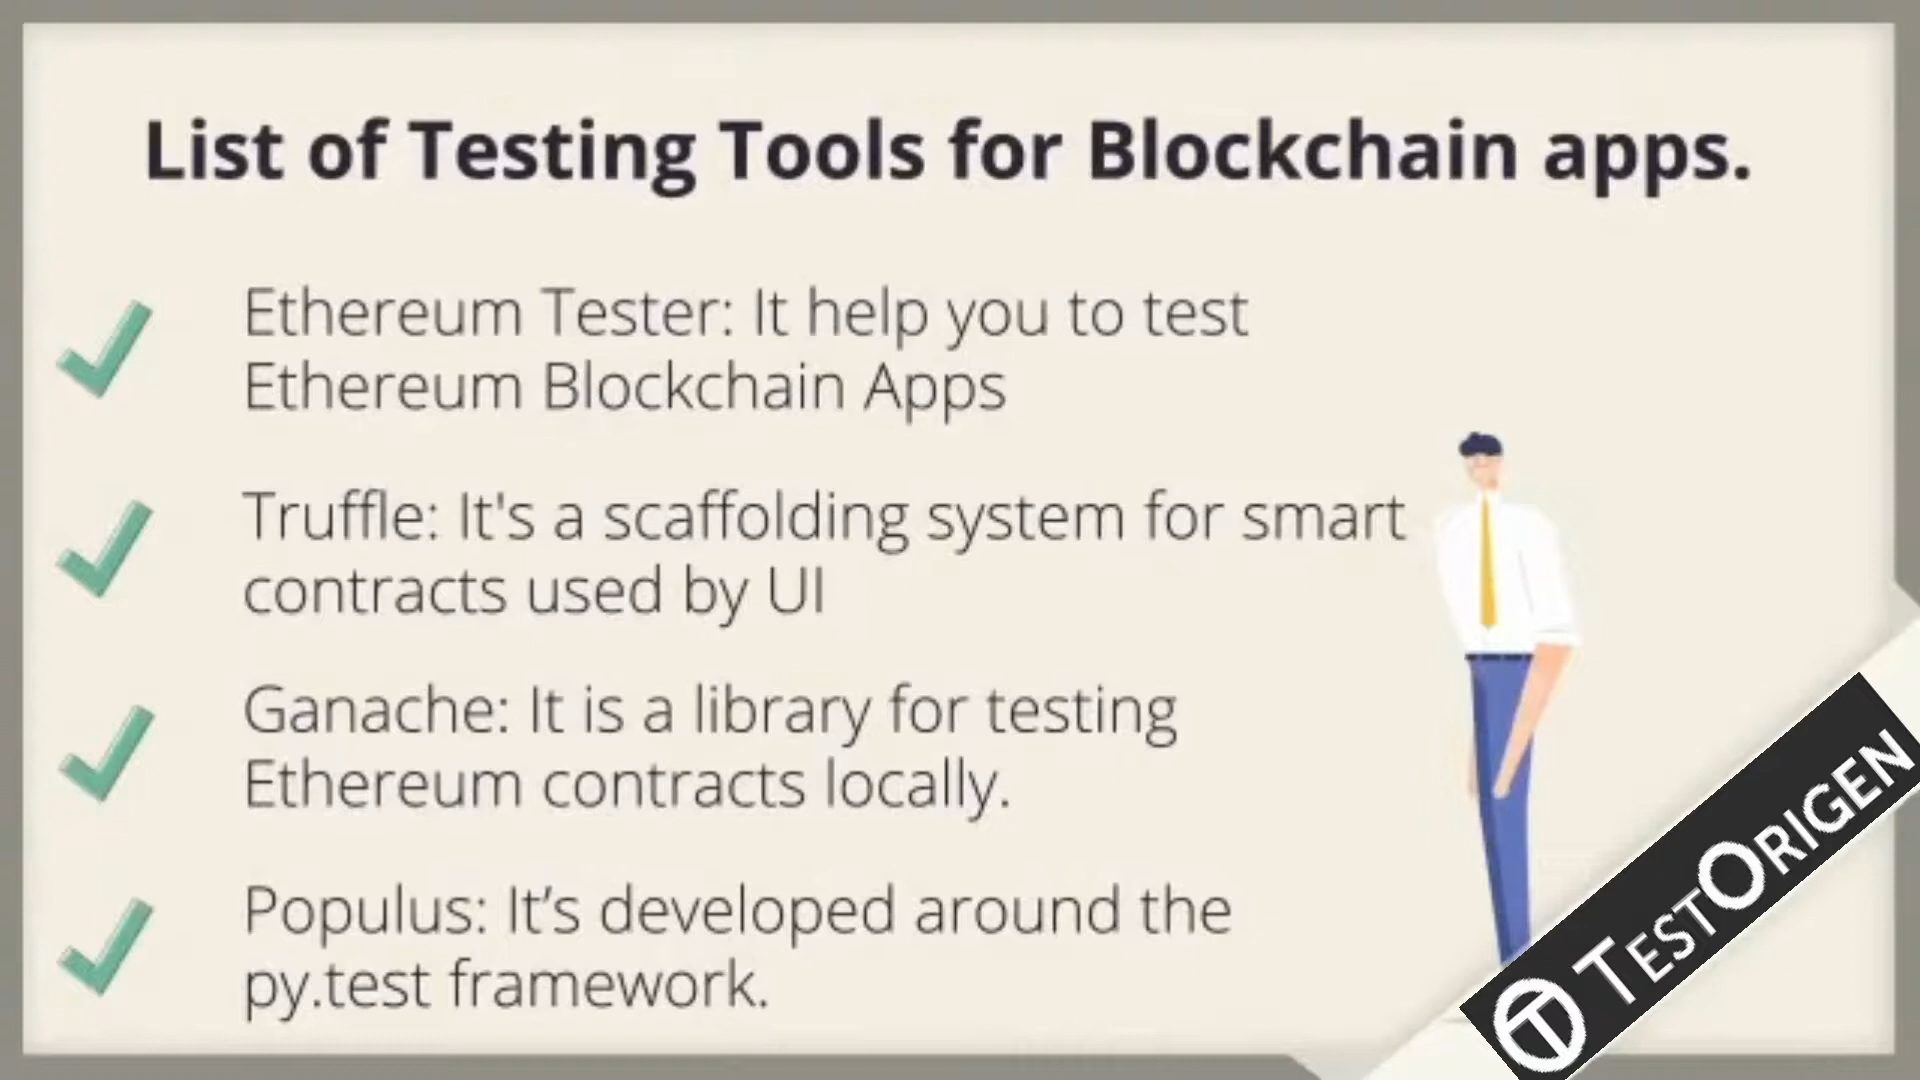 List of Testing Tools for Blockchain apps.
Ethereum Tester: It help you to test
Ethereum Blockchain Apps
Truffle: It's a scaffolding system for smart
contracts used by UI
Ganache: It is a library for testing
Ethereum contracts locally.
Populus: It’s developed around the
py.test framework.
TESTORIGEN